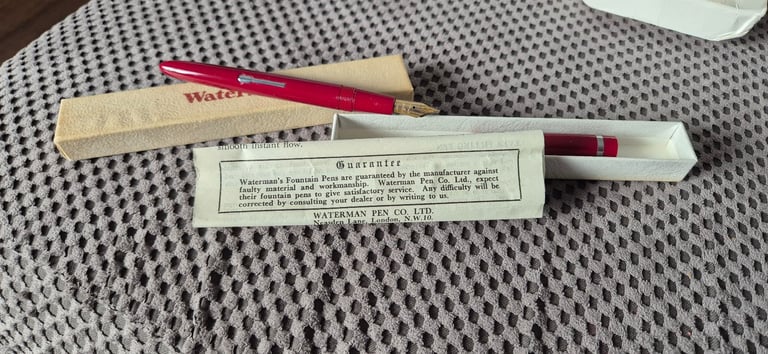 Water
smooth instant flow.
Guarantee
Waterman's Fountain Pens are guaranteed by the manufacturer against
faulty material and workmanship. Waterman Pen Co. Ltd., expect
their fountain pens to give satisfactory service. Any difficulty will be
corrected by consulting your dealer or by writing to us.
WATERMAN PEN CO. LTD.
Neasden Lane, London, N.W.10.